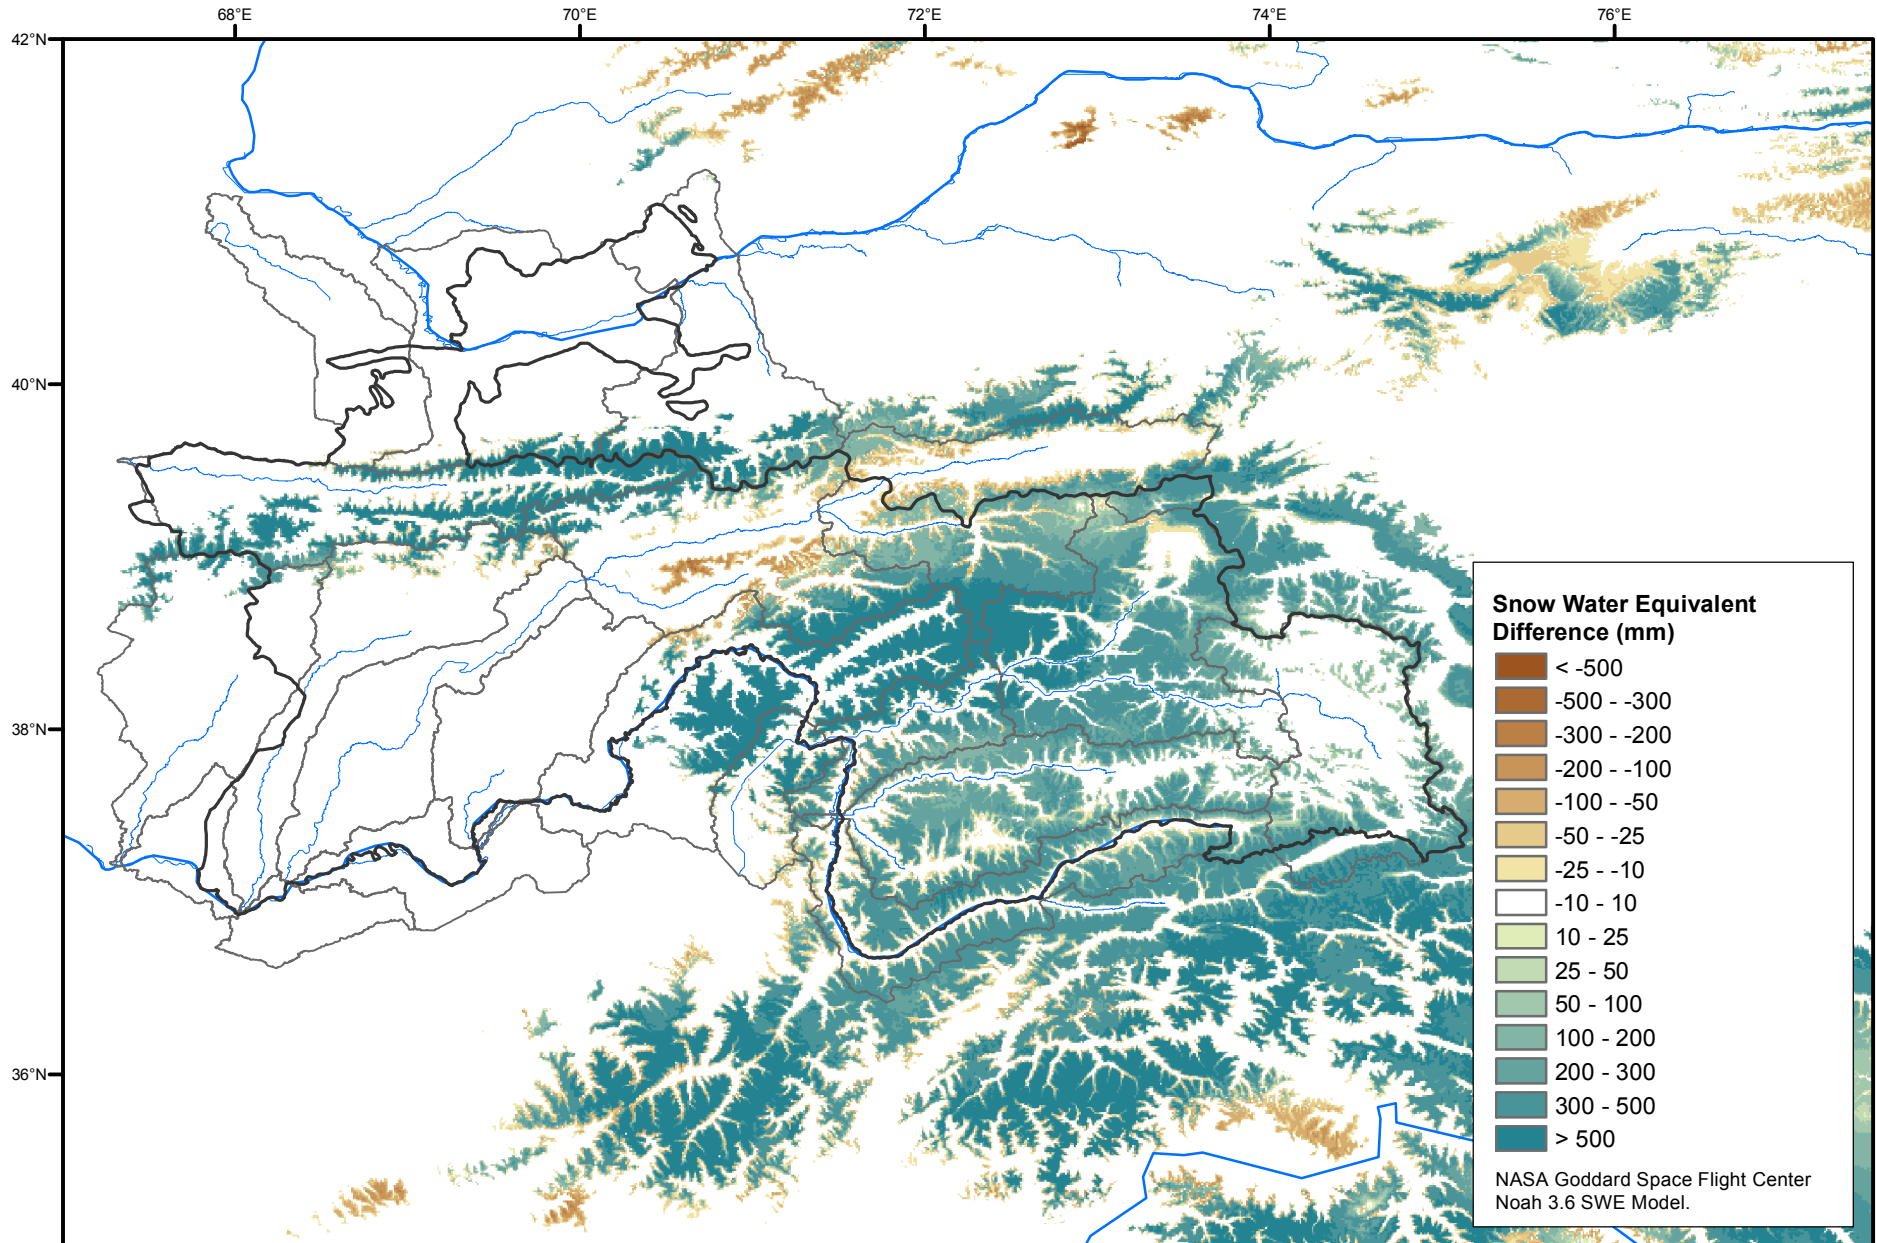 68°E
70°E
72°E
74°E
76°E
42°N
40°N
38°N
36°N
Snow Water Equivalent
Difference (mm)
< -500
-500 - -300
-300 - -200
-200 - -100
-100 - -50
-50 - -25
-25 - -10
-10 - 10
10 - 25
25 - 50
50 - 100
100 - 200
200 - 300
300 - 500
> 500
NASA Goddard Space Flight Center
Noah 3.6 SWE Model.